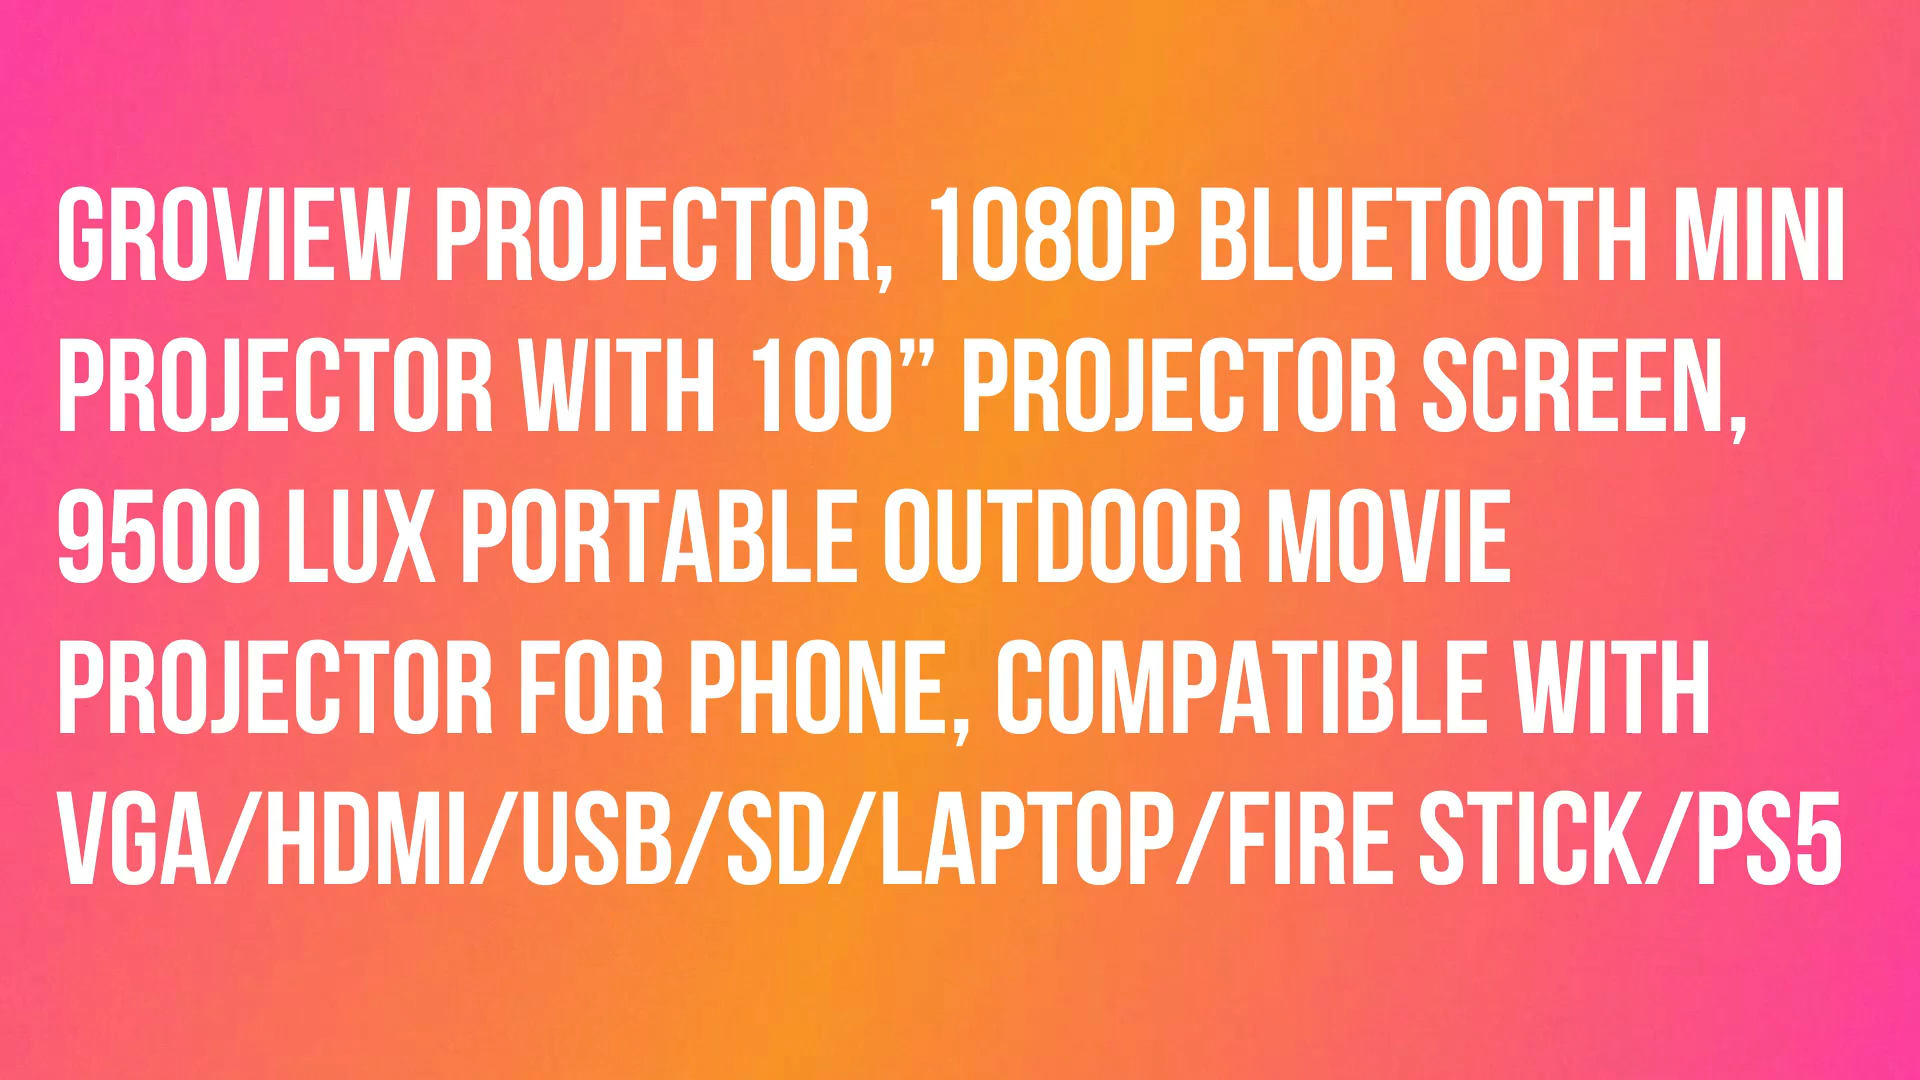 GROVIEW PROJECTOR, 1080P BLUETOOTH MINI
PROJECTOR WITH 100” PROJECTOR SCREEN,
9500 LUX PORTABLE OUTDOOR MOVIE
PROJECTOR FOR PHONE, COMPATIBLE WITH
VGA/HDMI/USB/SD/LAPTOP/FIRE STICK/PS5